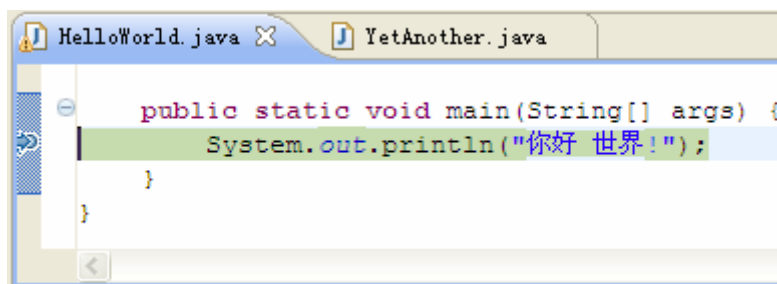 HelloWorld.java YetAnother.java
public static void main(String[] args) {
System.out.println("你好 世界!");
}
}